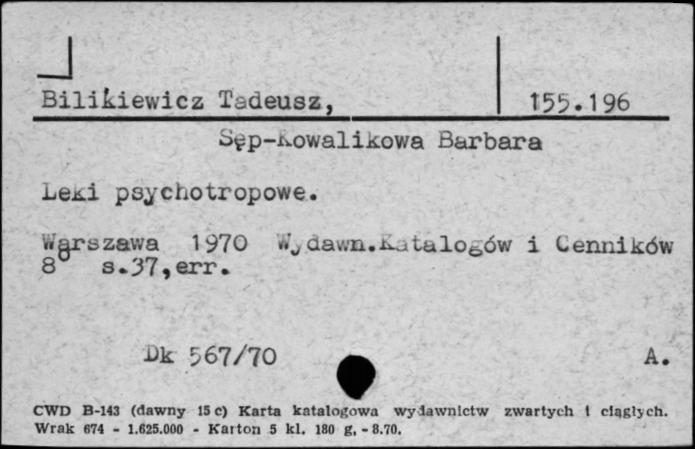 Bilikiewicz Tadeusz, 155.196
Sęp-Kowalikowa Barbara
Leki psychotropowe.
Warszawa 1970 Wydawn.Katalogów i Cenników
8° s.37,err.
Dk 567/70 A.
CWD B-143 (dawny 15 c) Karta katalogowa wydawnictw zwartych i ciągłych.
Wrak 674 - 1.625.000 - Karton 5 kl. 180 g. - 8.70.